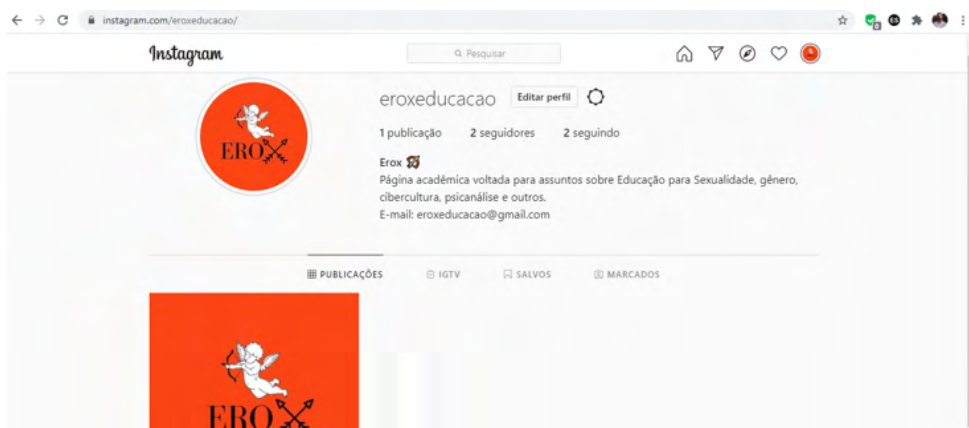 instagram.com/eroxeducacao/
Instagram
Pesquisar
eroxeducacao Editar perfil
1 publicação 2 seguidores 2 seguindo
Erox
Página acadêmica voltada para assuntos sobre Educação para Sexualidade, gênero,
cibercultura, psicanálise e outros.
E-mail: eroxeducacao@gmail.com
EROX
PUBLICAÇÕES IGTV SALVOS MARCADOS
EROX